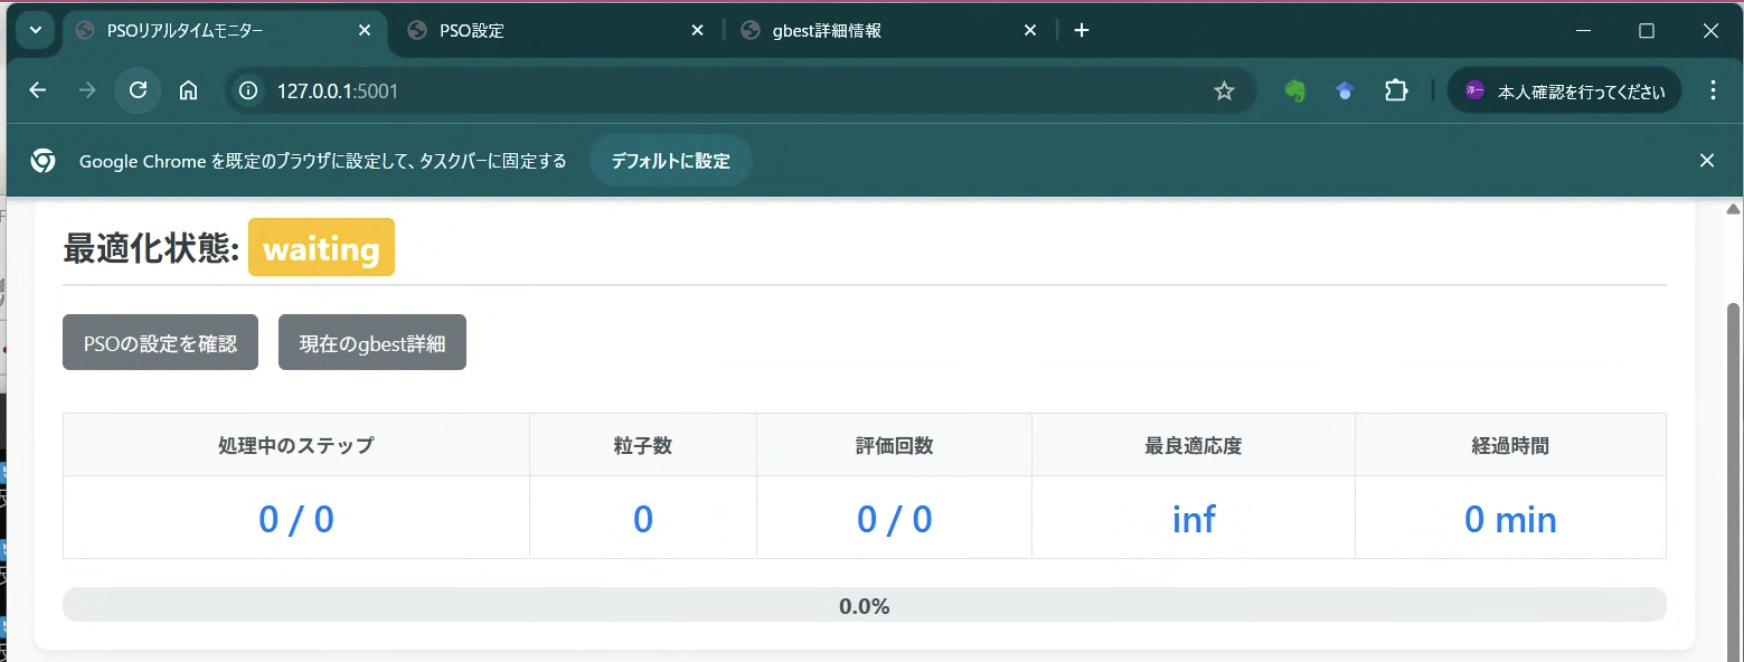 PSOリアルタイムモニター
PSO設定
gbest詳細情報
127.0.0.1:5001
淳一
本人確認を行ってください
Google Chrome を既定のブラウザに設定して、タスクバーに固定する
デフォルトに設定
最適化状態: waiting
PSOの設定を確認
現在のgbest詳細
処理中のステップ 粒子数 評価回数 最良適応度 経過時間
0 / 0 0 0 / 0 inf 0 min
0.0%